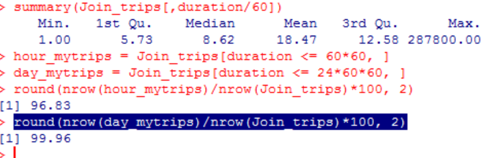 > summary(Join_trips[,duration/60])
Min. 1st Qu. Median Mean 3rd Qu. Max.
1.00 5.73 8.62 18.47 12.58 287800.00
> hour_mytrips = Join_trips[duration <= 60*60, ]
> day_mytrips = Join_trips[duration <= 24*60*60, ]
> round(nrow(hour_mytrips)/nrow(Join_trips)*100, 2)
[1] 96.83
> round(nrow(day_mytrips)/nrow(Join_trips)*100, 2)
[1] 99.96
>